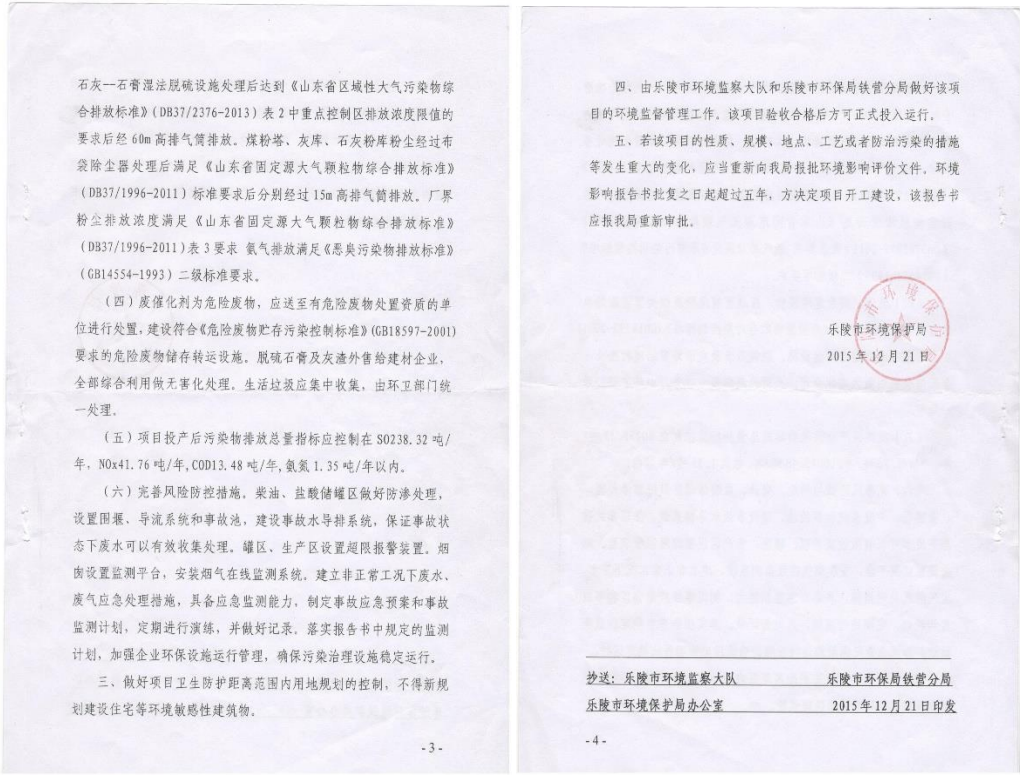 石灰--石膏湿法脱硫设施处理后达到《山东省区域性大气污染物综
合排放标准》(DB37/2376-2013)表2中重点控制区排放浓度限值的
要求后经60m高排气筒排放。煤粉塔、灰库、石灰粉库粉尘经过布
袋除尘器处理后满足《山东省固定源大气颗粒物综合排放标准》
(DB37/1996-2011)标准要求后分别经过15m高排气筒排放。厂界
粉尘排放浓度满足《山东省固定源大气颗粒物综合排放标准》
(DB37/1996-2011)表3要求 氨气排放满足《恶臭污染物排放标准》
(GB14554-1993)二级标准要求。
(四)废催化剂为危险废物,应送至有危险废物处置资质的单
位进行处置,建设符合《危险废物贮存污染控制标准》(GB18597-2001)
要求的危险废物储存转运设施。脱硫石膏及灰渣外售给建材企业,
全部综合利用做无害化处理。生活垃圾应集中收集,由环卫部门统
一处理。
(五)项目投产后污染物排放总量指标应控制在SO238.32吨/
年,NOx41.76吨/年,COD13.48吨/年,氨氮1.35吨/年以内。
(六)完善风险防控措施。柴油、盐酸储罐区做好防渗处理,
设置围堰、导流系统和事故池,建设事故水导排系统,保证事故状
态下废水可以有效收集处理。罐区、生产区设置超限报警装置。烟
囱设置监测平台,安装烟气在线监测系统。建立非正常工况下废水、
废气应急处理措施,具备应急监测能力,制定事故应急预案和事故
监测计划,定期进行演练,并做好记录。落实报告书中规定的监测
计划,加强企业环保设施运行管理,确保污染治理设施稳定运行。
三、做好项目卫生防护距离范围内用地规划的控制,不得新规
划建设住宅等环境敏感性建筑物。
-3-
四、由乐陵市环境监察大队和乐陵市环保局铁营分局做好该项
目的环境监督管理工作。该项目验收合格后方可正式投入运行。
五、若该项目的性质、规模、地点、工艺或者防治污染的措施
等发生重大的变化,应当重新向我局报批环境影响评价文件。环境
影响报告书批复之日起超过五年,方决定项目开工建设,该报告书
应报我局重新审批。
乐陵市环境保护局
2015年12月21日
抄送:乐陵市环境监察大队 乐陵市环保局铁营分局
乐陵市环境保护局办公室 2015年12月21日印发
-4-